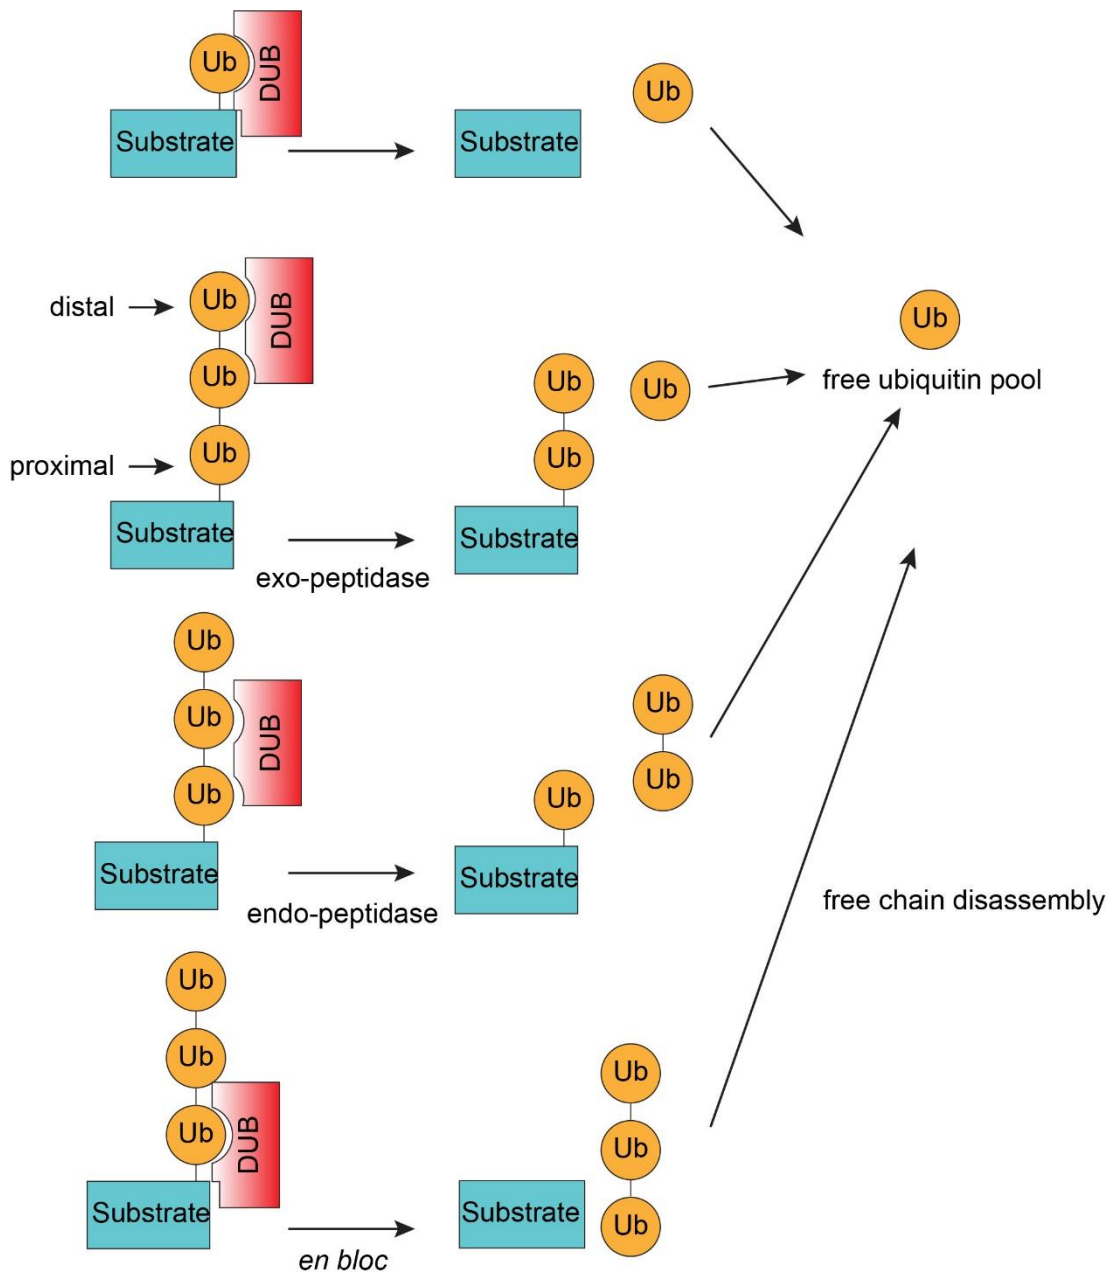 Ub
DUB
Substrate
Substrate
Ub
distal
Ub
DUB
Ub
proximal
Ub
Substrate
exo-peptidase
Ub
Ub
Substrate
Ub
Ub
free ubiquitin pool
Ub
Ub
DUB
Ub
Substrate
endo-peptidase
Ub
Substrate
Ub
Ub
free chain disassembly
Ub
Ub
Ub
DUB
Substrate
en bloc
Substrate
Ub
Ub
Ub